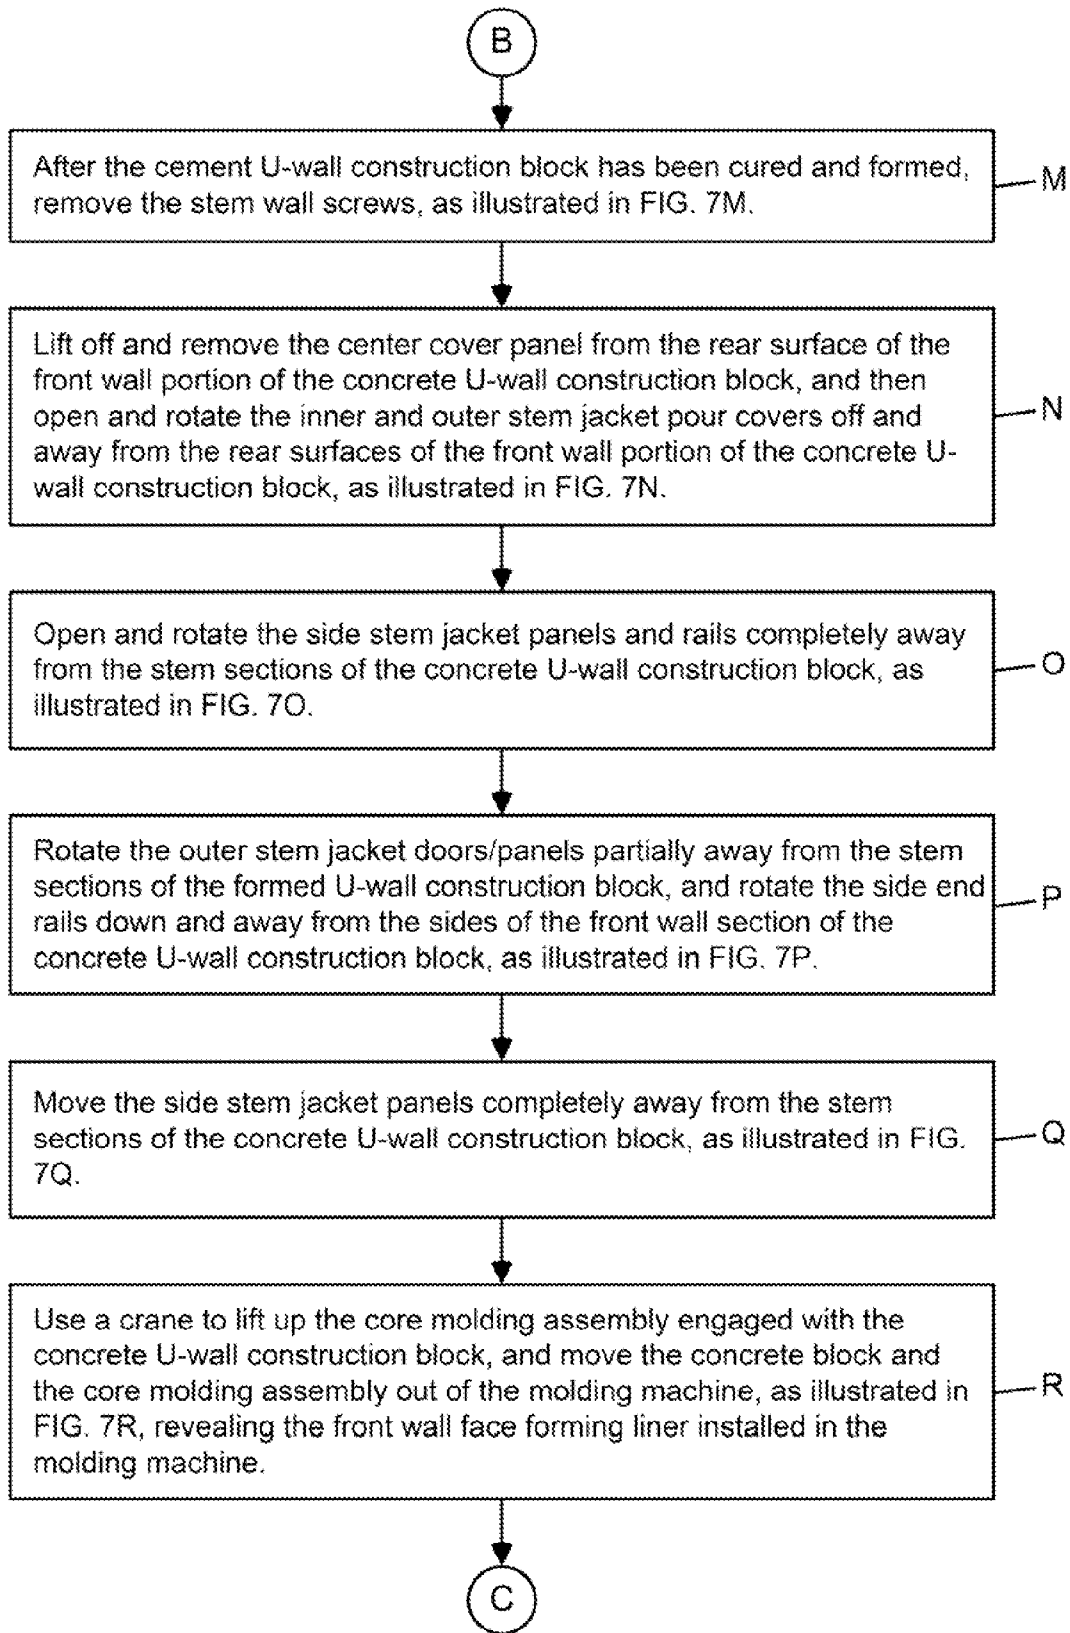 B
After the cement U-wall construction block has been cured and formed,
remove the stem wall screws, as illustrated in FIG. 7M.
M
Lift off and remove the center cover panel from the rear surface of the
front wall portion of the concrete U-wall construction block, and then
open and rotate the inner and outer stem jacket pour covers off and
away from the rear surfaces of the front wall portion of the concrete U-
wall construction block, as illustrated in FIG. 7N.
N
Open and rotate the side stem jacket panels and rails completely away
from the stem sections of the concrete U-wall construction block, as
illustrated in FIG. 7O.
O
Rotate the outer stem jacket doors/panels partially away from the stem
sections of the formed U-wall construction block, and rotate the side end
rails down and away from the sides of the front wall section of the
concrete U-wall construction block, as illustrated in FIG. 7P.
P
Move the side stem jacket panels completely away from the stem
sections of the concrete U-wall construction block, as illustrated in FIG.
7Q.
Q
Use a crane to lift up the core molding assembly engaged with the
concrete U-wall construction block, and move the concrete block and
the core molding assembly out of the molding machine, as illustrated in
FIG. 7R, revealing the front wall face forming liner installed in the
molding machine.
R
C